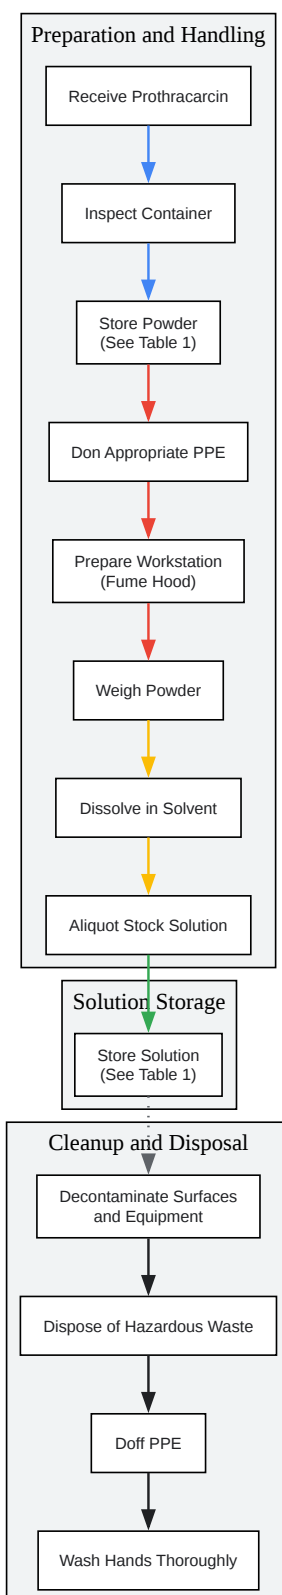 Preparation and Handling
Receive Prothracarcin
Inspect Container
Store Powder
(See Table 1)
Don Appropriate PPE
Prepare Workstation
(Fume Hood)
Weigh Powder
Dissolve in Solvent
Aliquot Stock Solution
Solution Storage
Store Solution
(See Table 1)
Cleanup and Disposal
Decontaminate Surfaces
and Equipment
Dispose of Hazardous Waste
Doff PPE
Wash Hands Thoroughly